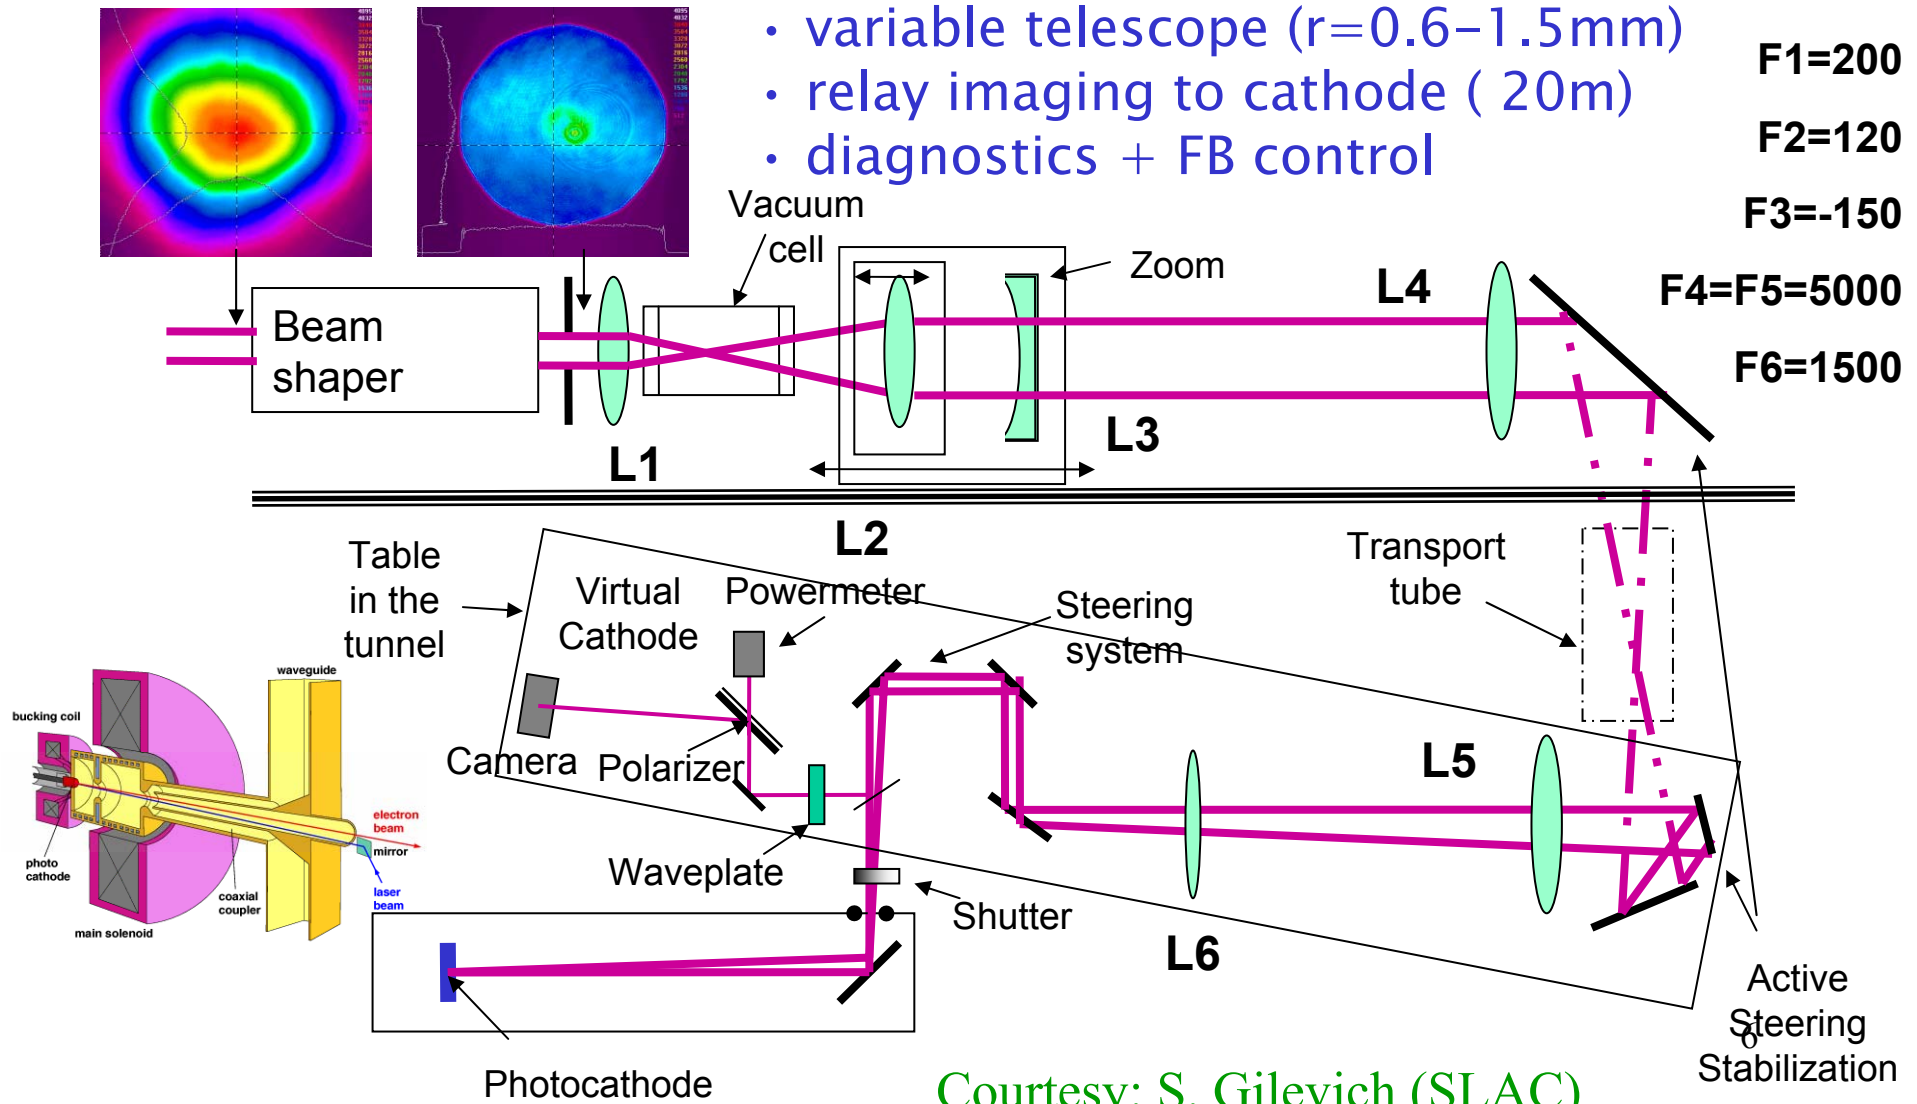 • variable telescope (r=0.6–1.5mm)
• relay imaging to cathode ( 20m)
• diagnostics + FB control
F1=200
F2=120
F3=-150
F4=F5=5000
F6=1500
Vacuum
cell
Zoom
Beam
shaper
L1
L3
L4
L2
Table
in the
tunnel
Virtual
Cathode
Powermeter
Steering
system
Transport
tube
Camera
Polarizer
Waveplate
Shutter
L5
L6
Active
Steering
Stabilization
6
Photocathode
waveguide
bucking coil
electron
beam
mirror
photo
cathode
coaxial
coupler
laser
beam
main solenoid
Courtesy: S. Gilevich (SLAC)